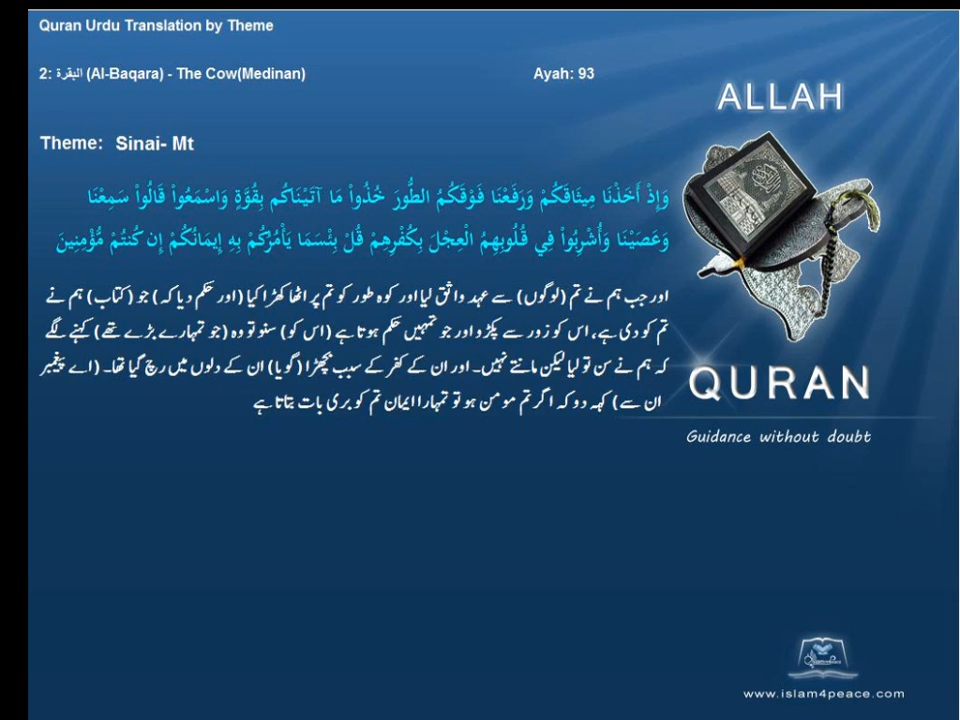 Quran Urdu Translation by Theme
2: البقرة (Al-Baqara) - The Cow(Medinan)
Ayah: 93
ALLAH
Theme: Sinai- Mt
وَإِذْ أَخَذْنَا مِيثَاقَكُمْ وَرَفَعْنَا فَوْقَكُمُ الطُّورَ خُذُواْ مَا آتَيْنَاكُم بِقُوَّةٍ وَاسْمَعُواْ قَالُواْ سَمِعْنَا
وَعَصَيْنَا وَأُشْرِبُواْ فِي قُلُوبِهِمُ الْعِجْلَ بِكُفْرِهِمْ قُلْ بِئْسَمَا يَأْمُرُكُمْ بِهِ إِيمَانُكُمْ إِن كُنتُمْ مُّؤْمِنِينَ
اور جب ہم نے تم (لوگوں) سے عہد واثق لیا اور کوہ طور کو تم پر اٹھا کھڑا کیا (اور حکم دیا کہ) جو (کتاب) ہم نے
تم کو دی ہے، اس کو زور سے پکڑو اور جو تمہیں حکم ہوتا ہے (اس کو) سنو تو وہ (جو تمہارے بڑے تھے) کہنے لگے
کہ ہم نے سن تو لیا لیکن مانتے نہیں۔ اور ان کے کفر کے سبب بچھڑا (گویا) ان کے دلوں میں رچ گیا تھا۔ (اے پیغمبر
ان سے) کہہ دو کہ اگر تم مومن ہو تو تمہارا ایمان تم کو بری بات بتاتا ہے
QURAN
Guidance without doubt
www.islam4peace.com